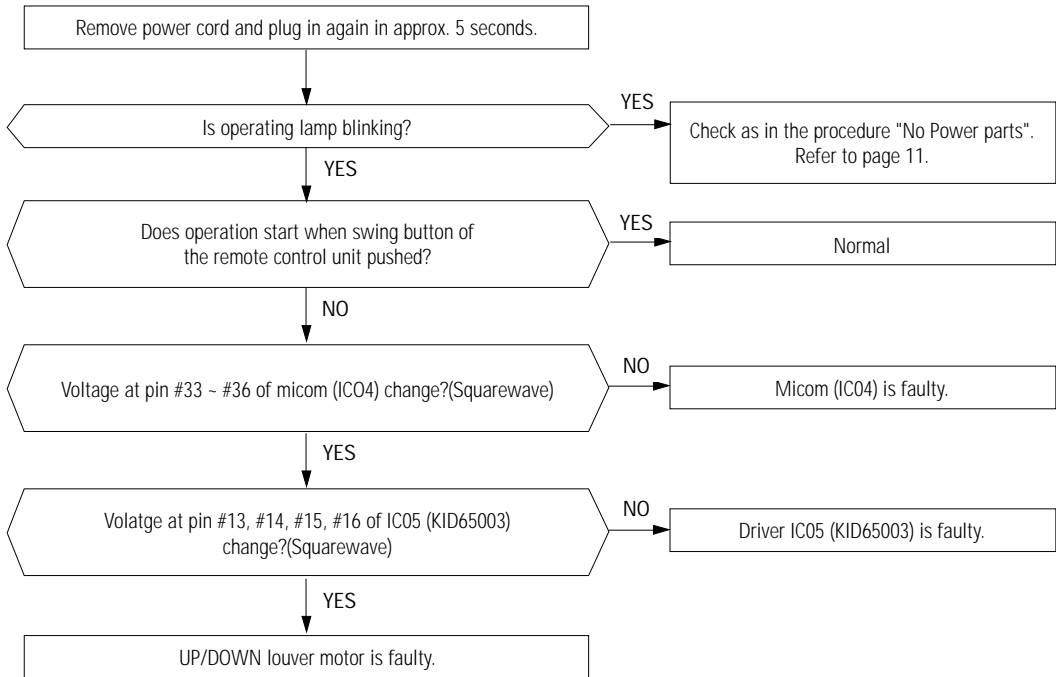 Remove power cord and plug in again in approx. 5 seconds.
Is operating lamp blinking?
YES
Check as in the procedure "No Power parts".
Refer to page 11.
YES
Does operation start when swing button of
the remote control unit pushed?
YES
Normal
NO
Voltage at pin #33 ~ #36 of micom (ICO4) change?(Squarewave)
NO
Micom (IC04) is faulty.
YES
Volatge at pin #13, #14, #15, #16 of IC05 (KID65003)
change?(Squarewave)
NO
Driver IC05 (KID65003) is faulty.
YES
UP/DOWN louver motor is faulty.